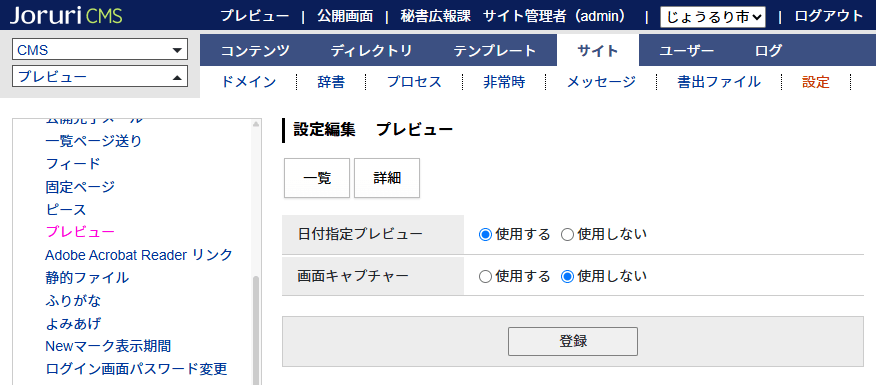 Joruri CMS プレビュー | 公開画面 | 秘書広報課 サイト管理者（admin） | じょうるり市 | ログアウト
CMS
プレビュー
コンテンツ ディレクトリ テンプレート サイト ユーザー ログ
ドメイン 辞書 プロセス 非常時 メッセージ 書出ファイル 設定
公開完了メール
一覧ページ送り
フィード
固定ページ
ピース
プレビュー
Adobe Acrobat Reader リンク
静的ファイル
ふりがな
よみあげ
Newマーク表示期間
ログイン画面パスワード変更
設定編集 プレビュー
一覧 詳細
日付指定プレビュー 使用する 使用しない
画面キャプチャー 使用する 使用しない
登録